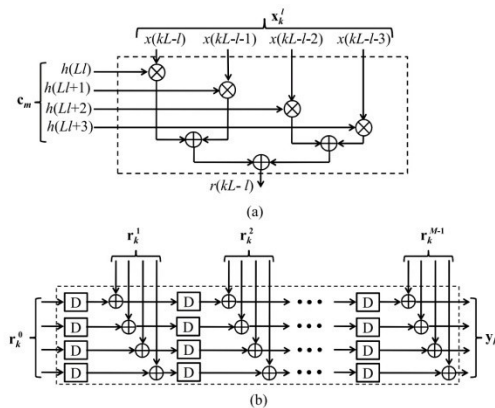 x_k^l
x(kL-l) x(kL-l-1) x(kL-l-2) x(kL-l-3)
h(Ll)
h(Ll+1)
c_m
h(Ll+2)
h(Ll+3)
r(kL- l)
(a)
r_k^1 r_k^2 r_k^{M-1}
D D D
D D D
r_k^0
D D D
D D D
(b)